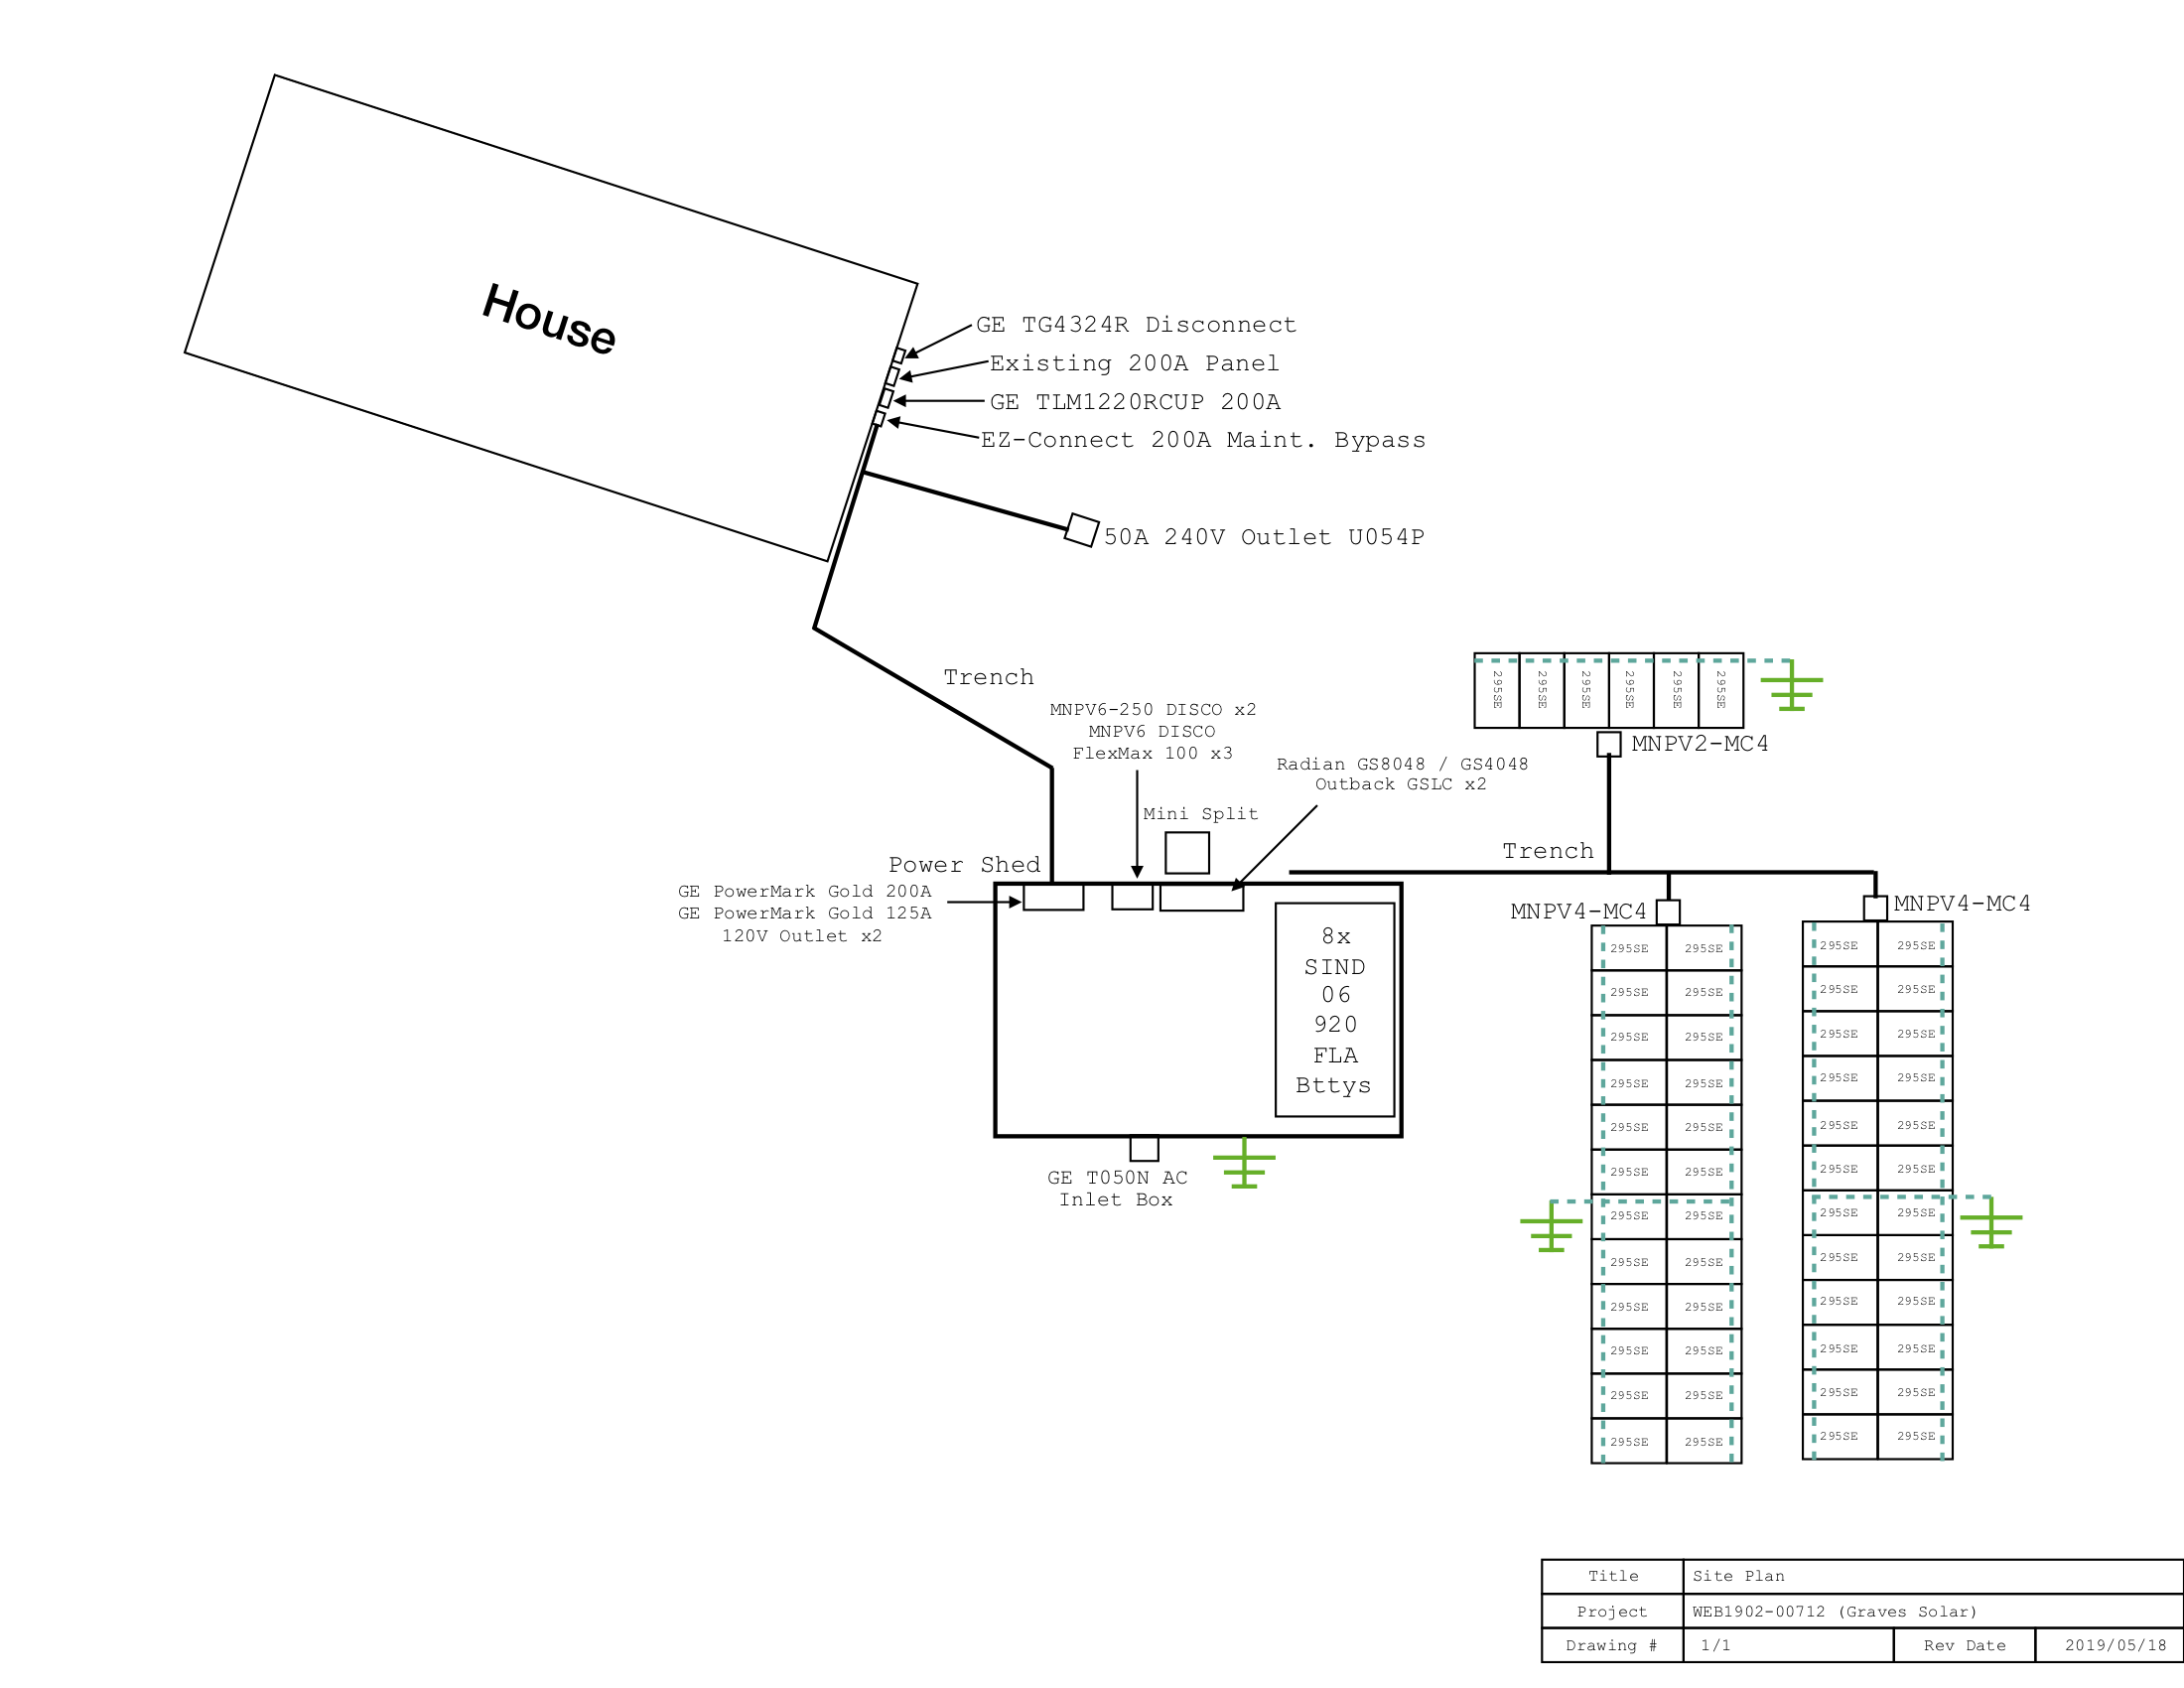 House
GE TG4324R Disconnect
Existing 200A Panel
GE TLM1220RCUP 200A
EZ-Connect 200A Maint. Bypass
50A 240V Outlet U054P
Trench
MNPV6-250 DISCO x2
MNPV6 DISCO
FlexMax 100 x3
Radian GS8048 / GS4048
Outback GSLC x2
Mini Split
Power Shed
GE PowerMark Gold 200A
GE PowerMark Gold 125A
120V Outlet x2
8x
SIND
06
920
FLA
Bttys
GE T050N AC
Inlet Box
295SE 295SE 295SE 295SE 295SE 295SE
MNPV2-MC4
Trench
MNPV4-MC4
295SE 295SE
295SE 295SE
295SE 295SE
295SE 295SE
295SE 295SE
295SE 295SE
295SE 295SE
295SE 295SE
295SE 295SE
295SE 295SE
295SE 295SE
295SE 295SE
MNPV4-MC4
295SE 295SE
295SE 295SE
295SE 295SE
295SE 295SE
295SE 295SE
295SE 295SE
295SE 295SE
295SE 295SE
295SE 295SE
295SE 295SE
295SE 295SE
295SE 295SE
Title Site Plan
Project WEB1902-00712 (Graves Solar)
Drawing # 1/1 Rev Date 2019/05/18